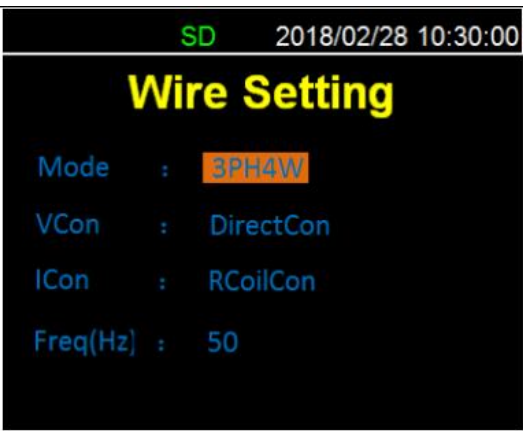 SD 2018/02/28 10:30:00
Wire Setting
Mode : 3PH4W
VCon : DirectCon
ICon : RCoilCon
Freq(Hz) : 50